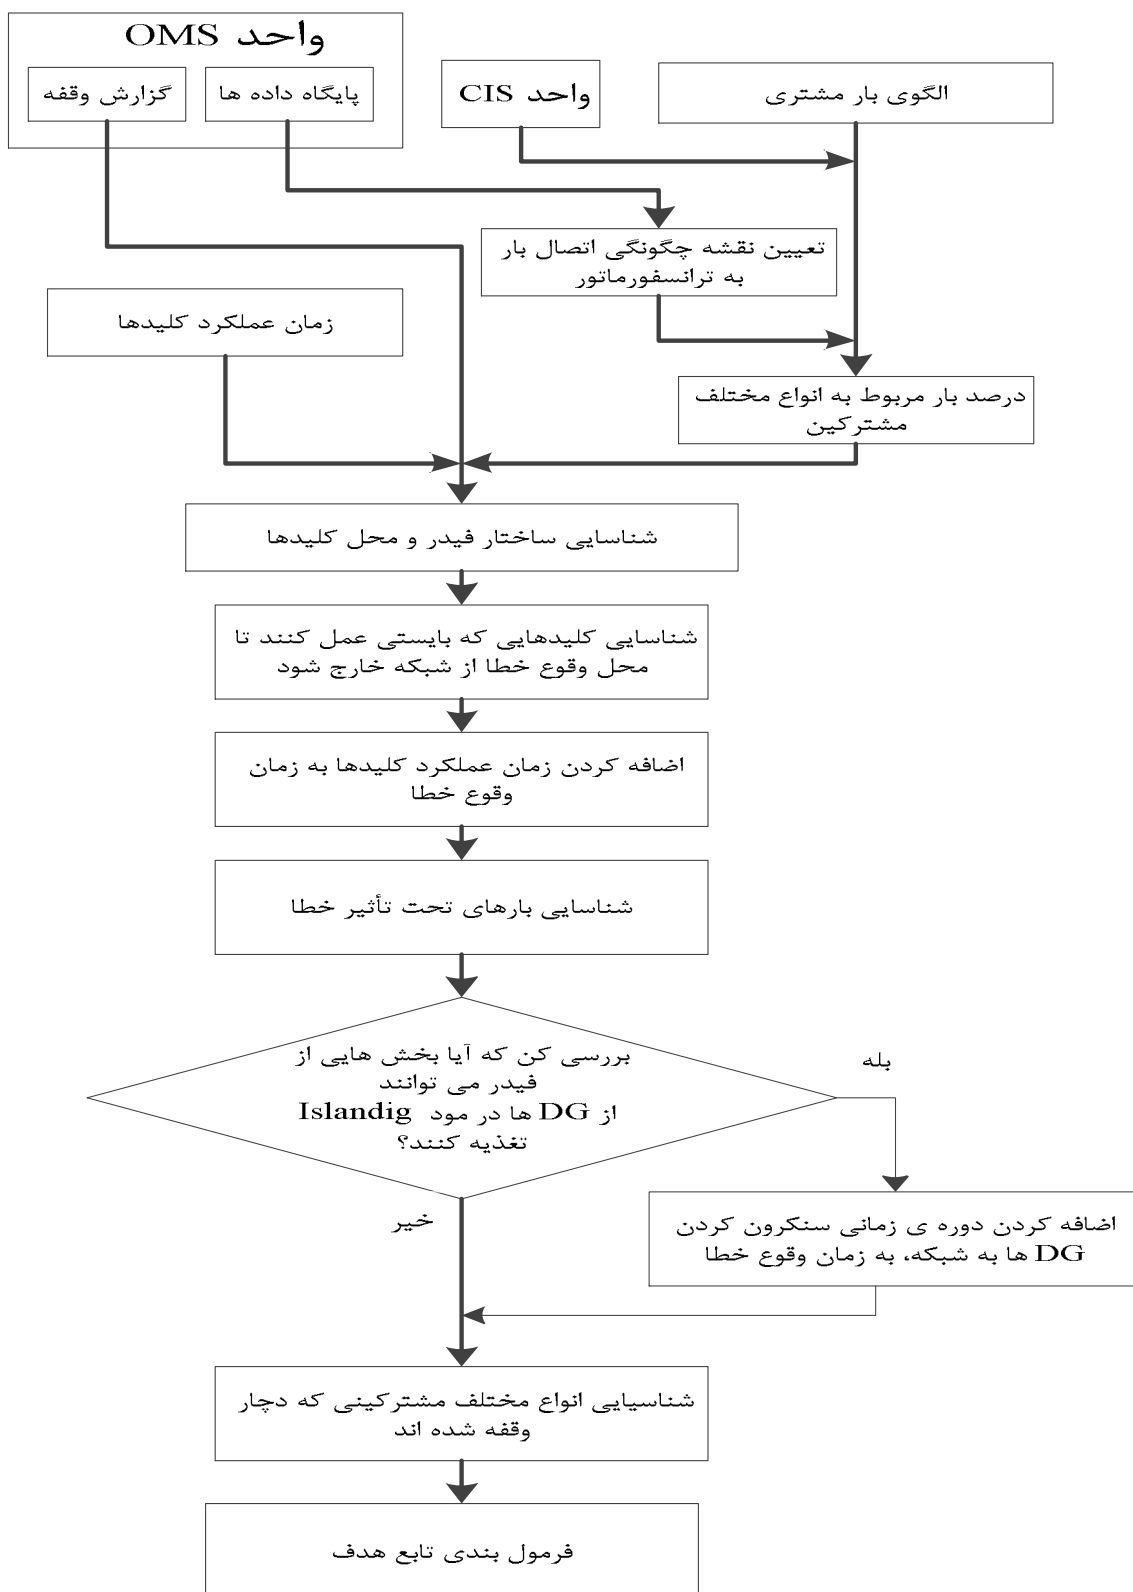 واحد OMS
گزارش وقفه
پایگاه داده ها
واحد CIS
الگوی بار مشتری
تعیین نقشه چگونگی اتصال بار
به ترانسفورماتور
زمان عملکرد کلیدها
درصد بار مربوط به انواع مختلف
مشترکین
شناسایی ساختار فیدر و محل کلیدها
شناسایی کلیدهایی که بایستی عمل کنند تا
محل وقوع خطا از شبکه خارج شود
اضافه کردن زمان عملکرد کلیدها به زمان
وقوع خطا
شناسایی بارهای تحت تأثیر خطا
بررسی کن که آیا بخش هایی از
فیدر می توانند
از DG ها در مود Islandig
تغذیه کنند؟
بله
خیر
اضافه کردن دوره ی زمانی سنکرون کردن
DG ها به شبکه، به زمان وقوع خطا
شناسیایی انواع مختلف مشترکینی که دچار
وقفه شده اند
فرمول بندی تابع هدف